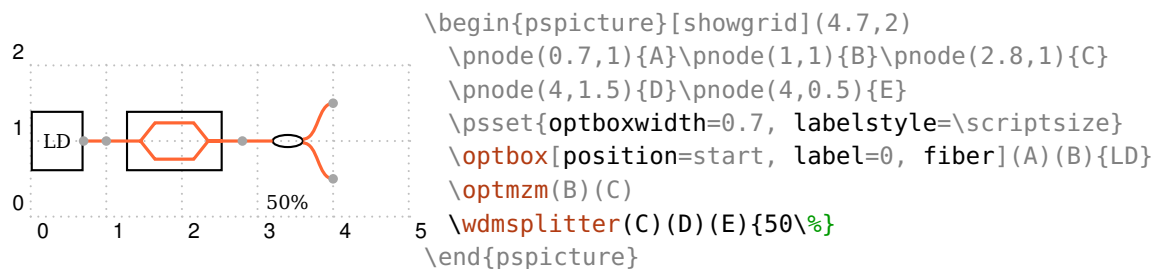 2
1
0
LD
50%
0 1 2 3 4 5
\begin{pspicture}[showgrid](4.7,2)
\pnode(0.7,1){A}\pnode(1,1){B}\pnode(2.8,1){C}
\pnode(4,1.5){D}\pnode(4,0.5){E}
\psset{optboxwidth=0.7, labelstyle=\scriptsize}
\optbox[position=start, label=0, fiber](A)(B){LD}
\optmzm(B)(C)
\wdmsplitter(C)(D)(E){50\%}
\end{pspicture}